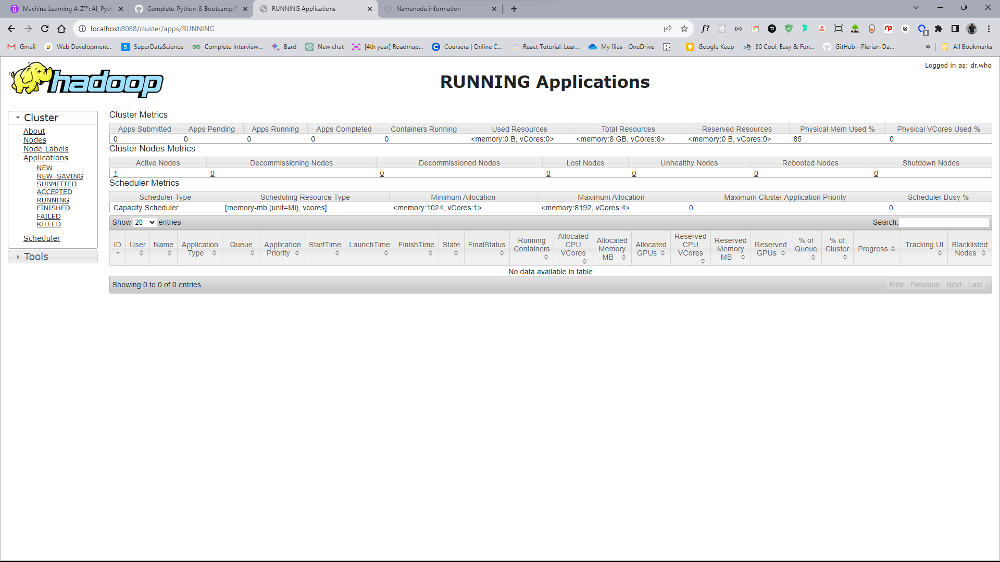 Machine Learning A-Z™: AI, Pyth
Complete-Python-3-Bootcamp/0
RUNNING Applications
Namenode information
localhost:8088/cluster/apps/RUNNING
Gmail
Web Development...
SuperDataScience
Complete Interview...
Bard
New chat
[4th year] Roadmap...
Coursera | Online C...
React Tutorial: Lear...
My files - OneDrive
-
Google Keep
30 Cool, Easy & Fun...
GitHub - Pierian-Da...
»
All Bookmarks
hadoop
RUNNING Applications
Logged in as: dr.who
Cluster
About
Nodes
Node Labels
Applications
NEW
NEW_SAVING
SUBMITTED
ACCEPTED
RUNNING
FINISHED
FAILED
KILLED
Scheduler
Tools
Cluster Metrics
Apps Submitted Apps Pending Apps Running Apps Completed Containers Running Used Resources Total Resources Reserved Resources Physical Mem Used % Physical VCores Used %
0 0 0 0 0 <memory:0 B, vCores:0> <memory:8 GB, vCores:8> <memory:0 B, vCores:0> 85 0
Cluster Nodes Metrics
Active Nodes Decommissioning Nodes Decommissioned Nodes Lost Nodes Unhealthy Nodes Rebooted Nodes Shutdown Nodes
1 0 0 0 0 0 0
Scheduler Metrics
Scheduler Type Scheduling Resource Type Minimum Allocation Maximum Allocation Maximum Cluster Application Priority Scheduler Busy %
Capacity Scheduler [memory-mb (unit=Mi), vcores] <memory:1024, vCores:1> <memory:8192, vCores:4> 0 0
Show 20 entries
Search:
ID
User
Name
Application
Type
Queue
Application
Priority
StartTime
LaunchTime
FinishTime
State
FinalStatus
Running
Containers
Allocated
CPU
VCores
Allocated
Memory
MB
Allocated
GPUs
Reserved
CPU
VCores
Reserved
Memory
MB
Reserved
GPUs
% of
Queue
% of
Cluster
Progress
Tracking UI
Blacklisted
Nodes
No data available in table
Showing 0 to 0 of 0 entries
First Previous Next Last